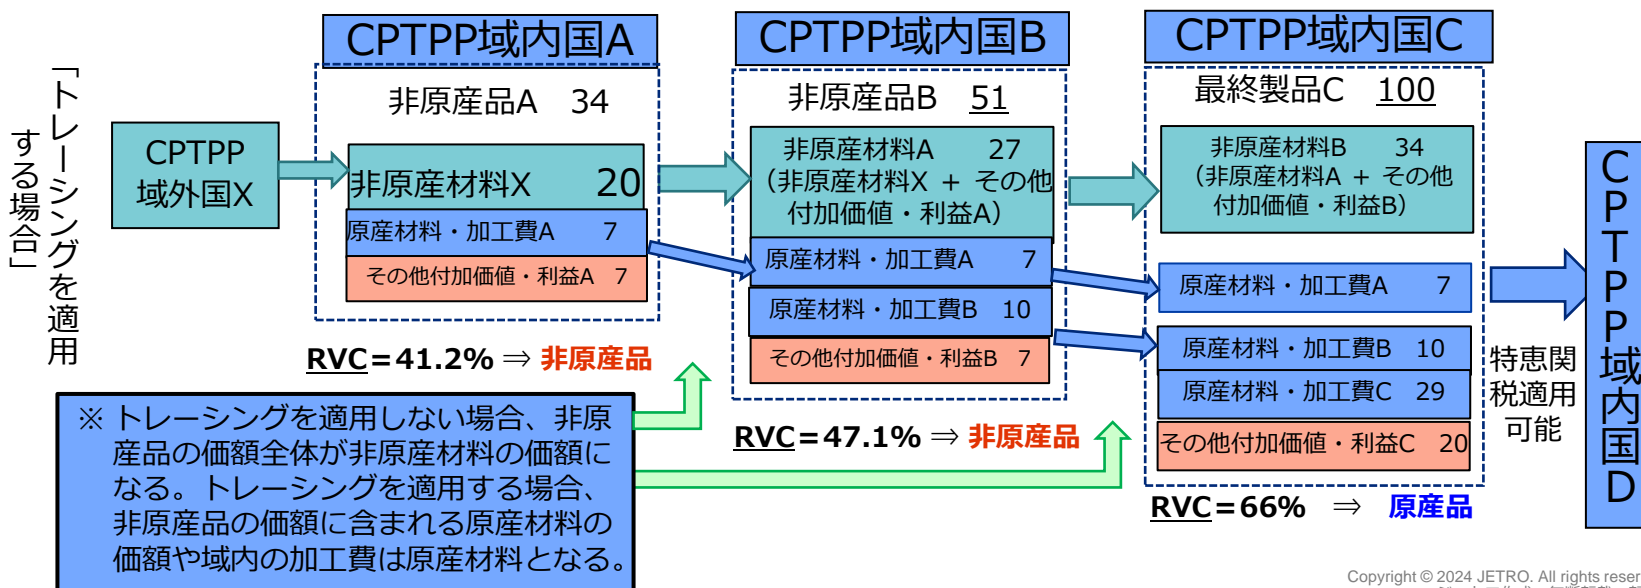 「トレーシングを適用
する場合」
CPTPP
域外国X
CPTPP域内国A
非原産品A 34
非原産材料X 20
原産材料・加工費A 7
その他付加価値・利益A 7
RVC=41.2% ⇒ 非原産品
CPTPP域内国B
非原産品B 51
非原産材料A 27
（非原産材料X + その他
付加価値・利益A）
原産材料・加工費A 7
原産材料・加工費B 10
その他付加価値・利益B 7
RVC=47.1% ⇒ 非原産品
CPTPP域内国C
最終製品C 100
非原産材料B 34
（非原産材料A + その他
付加価値・利益B）
原産材料・加工費A 7
原産材料・加工費B 10
原産材料・加工費C 29
その他付加価値・利益C 20
RVC=66% ⇒ 原産品
特恵関
税適用
可能
CPTPP域内国D
※ トレーシングを適用しない場合、非原
産品の価額全体が非原産材料の価額に
なる。トレーシングを適用する場合、
非原産品の価額に含まれる原産材料の
価額や域内の加工費は原産材料となる。
Copyright © 2024 JETRO. All rights reser